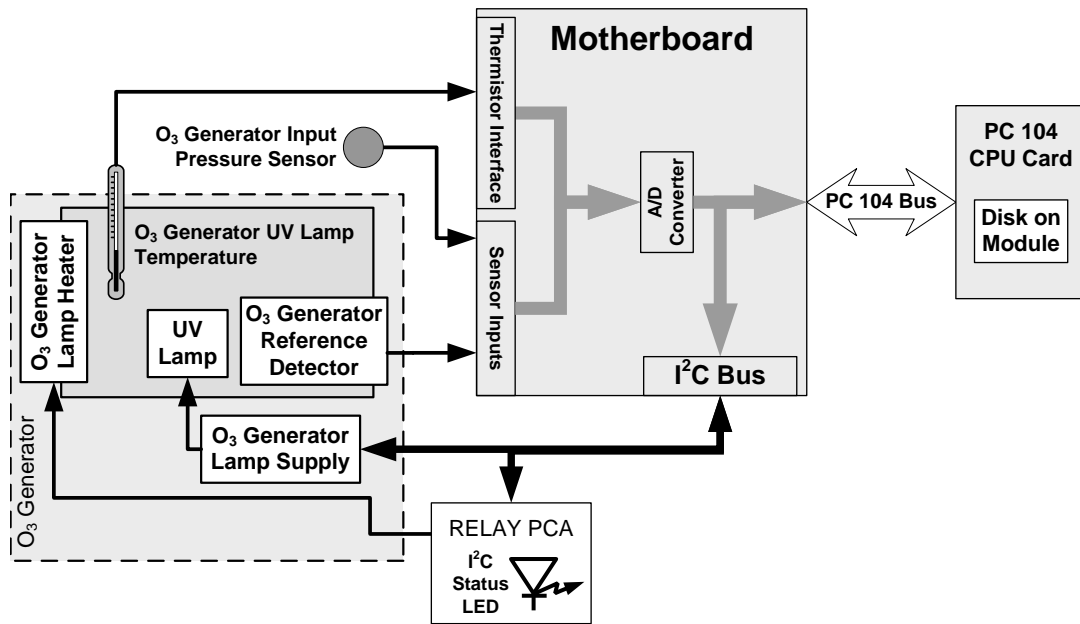 Motherboard
Thermistor Interface
Sensor Inputs
A/D
Converter
I²C Bus
PC 104 Bus
PC 104
CPU Card
Disk on
Module
O₃ Generator Input
Pressure Sensor
O₃ Generator UV Lamp
Temperature
O₃ Generator
Lamp Heater
UV
Lamp
O₃ Generator
Reference
Detector
O₃ Generator
Lamp Supply
O₃ Generator
RELAY PCA
I²C
Status
LED